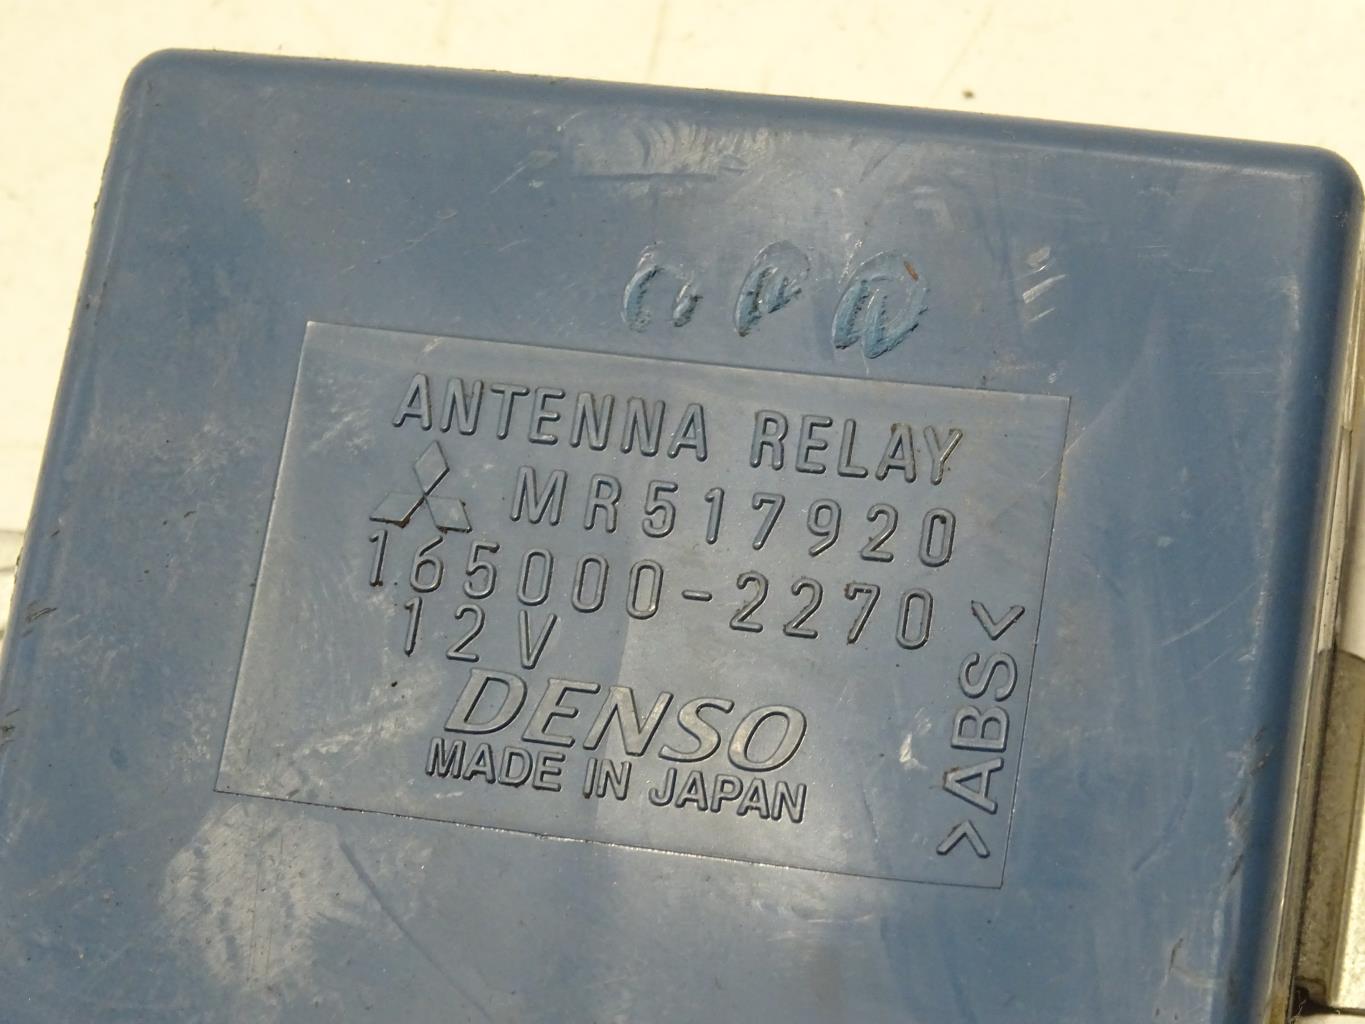 ANTENNA RELAY
MR517920
165000-2270
12V
DENSO
MADE IN JAPAN
>ABS<